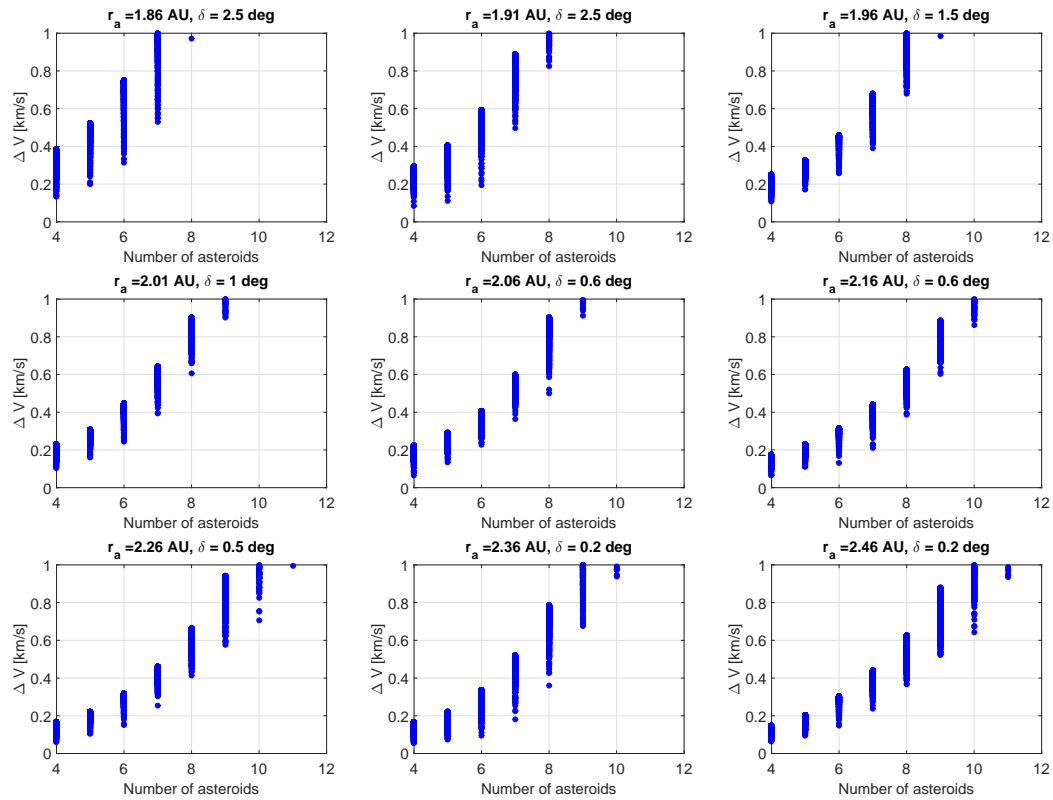 r_a =1.86 AU, δ = 2.5 deg
1
0.8
0.6
0.4
0.2
0
Δ V [km/s]
4 6 8 10 12
Number of asteroids
r_a =1.91 AU, δ = 2.5 deg
1
0.8
0.6
0.4
0.2
0
Δ V [km/s]
4 6 8 10 12
Number of asteroids
r_a =1.96 AU, δ = 1.5 deg
1
0.8
0.6
0.4
0.2
0
Δ V [km/s]
4 6 8 10 12
Number of asteroids
r_a =2.01 AU, δ = 1 deg
1
0.8
0.6
0.4
0.2
0
Δ V [km/s]
4 6 8 10 12
Number of asteroids
r_a =2.06 AU, δ = 0.6 deg
1
0.8
0.6
0.4
0.2
0
Δ V [km/s]
4 6 8 10 12
Number of asteroids
r_a =2.16 AU, δ = 0.6 deg
1
0.8
0.6
0.4
0.2
0
Δ V [km/s]
4 6 8 10 12
Number of asteroids
r_a =2.26 AU, δ = 0.5 deg
1
0.8
0.6
0.4
0.2
0
Δ V [km/s]
4 6 8 10 12
Number of asteroids
r_a =2.36 AU, δ = 0.2 deg
1
0.8
0.6
0.4
0.2
0
Δ V [km/s]
4 6 8 10 12
Number of asteroids
r_a =2.46 AU, δ = 0.2 deg
1
0.8
0.6
0.4
0.2
0
Δ V [km/s]
4 6 8 10 12
Number of asteroids